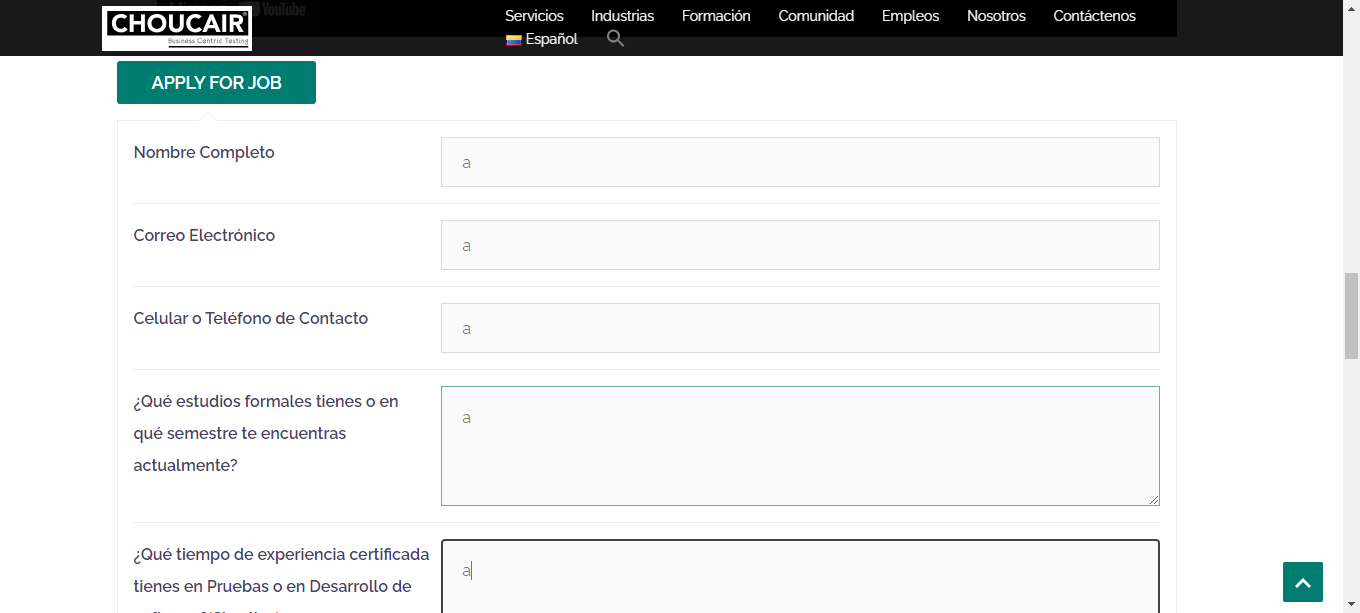 YouTube
CHOUCAIR
Business Centric Testing
Servicios Industrias Formación Comunidad Empleos Nosotros Contáctenos
Español
APPLY FOR JOB
Nombre Completo
a
Correo Electrónico
a
Celular o Teléfono de Contacto
a
¿Qué estudios formales tienes o en
qué semestre te encuentras
actualmente?
a
¿Qué tiempo de experiencia certificada
tienes en Pruebas o en Desarrollo de
a